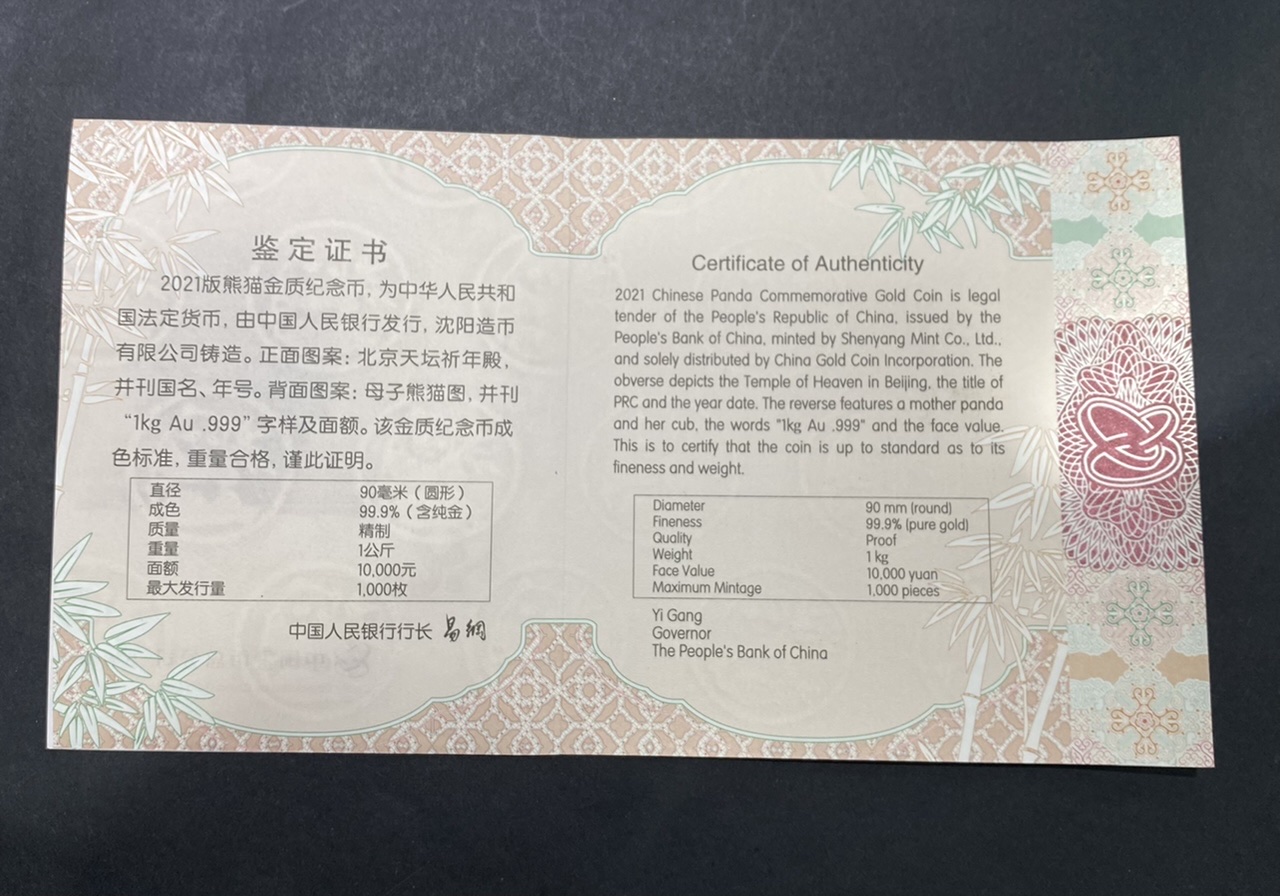 鉴定证书
2021版熊猫金质纪念币，为中华人民共和
国法定货币，由中国人民银行发行，沈阳造币
有限公司铸造。正面图案：北京天坛祈年殿，
并刊国名、年号。背面图案：母子熊猫图，并刊
“1kg Au .999”字样及面额。该金质纪念币成
色标准，重量合格，谨此证明。
直径 90毫米（圆形）
成色 99.9%（含纯金）
质量 精制
重量 1公斤
面额 10,000元
最大发行量 1,000枚
中国人民银行行长 易纲
Certificate of Authenticity
2021 Chinese Panda Commemorative Gold Coin is legal
tender of the People's Republic of China, issued by the
People's Bank of China, minted by Shenyang Mint Co., Ltd.,
and solely distributed by China Gold Coin Incorporation. The
obverse depicts the Temple of Heaven in Beijing, the title of
PRC and the year date. The reverse features a mother panda
and her cub, the words "1kg Au .999" and the face value.
This is to certify that the coin is up to standard as to its
fineness and weight.
Diameter 90 mm (round)
Fineness 99.9% (pure gold)
Quality Proof
Weight 1 kg
Face Value 10,000 yuan
Maximum Mintage 1,000 pieces
Yi Gang
Governor
The People's Bank of China